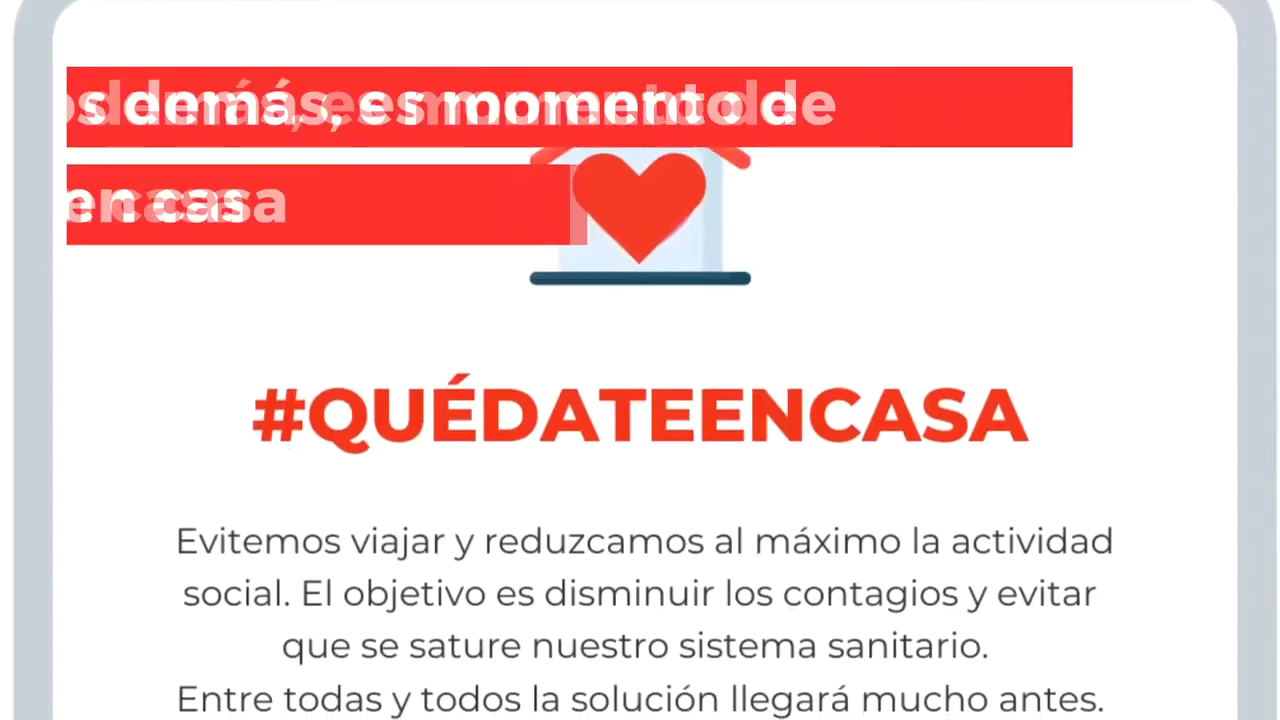 s demás, es momento de
en casa
#QUÉDATEENCASA
Evitemos viajar y reduzcamos al máximo la actividad
social. El objetivo es disminuir los contagios y evitar
que se sature nuestro sistema sanitario.
Entre todas y todos la solución llegará mucho antes.